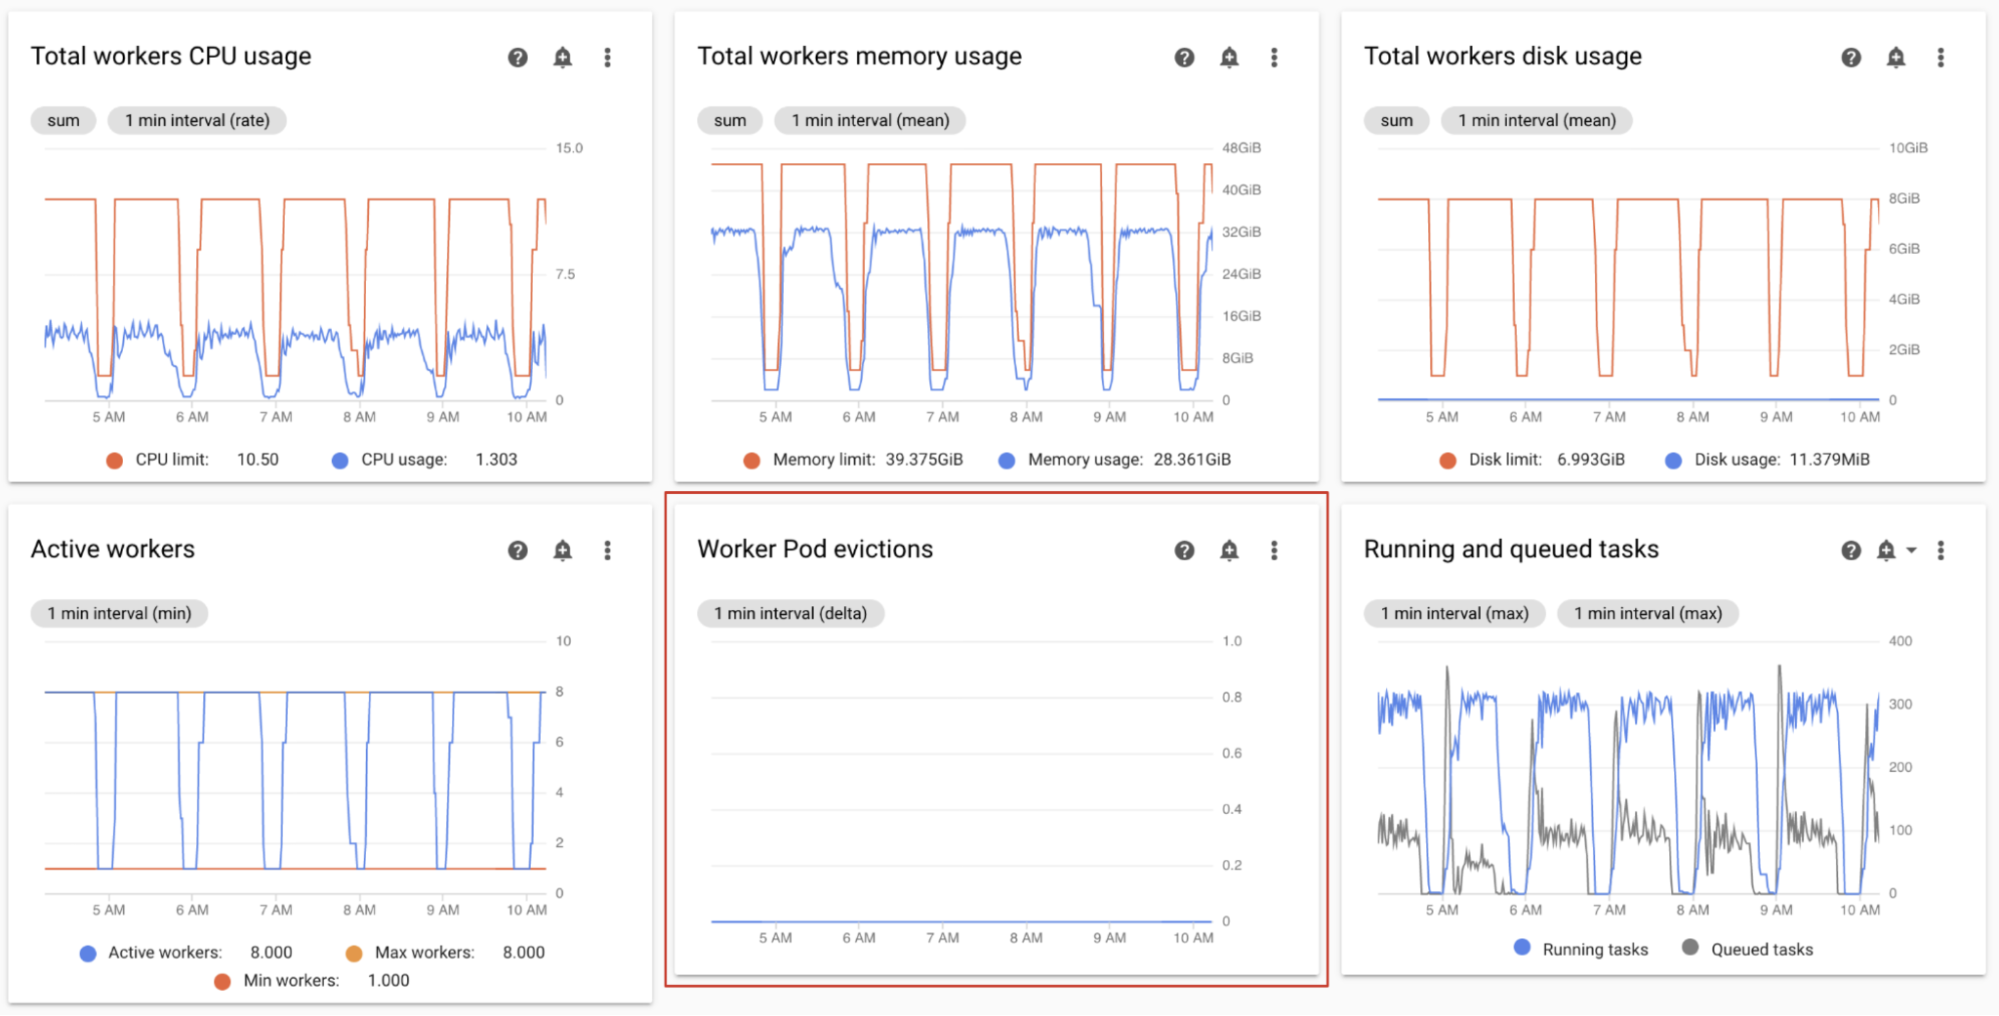 Total workers CPU usage
sum 1 min interval (rate)
15.0
7.5
0
5 AM 6 AM 7 AM 8 AM 9 AM 10 AM
CPU limit: 10.50 CPU usage: 1.303
Total workers memory usage
sum 1 min interval (mean)
48GiB
40GiB
32GiB
24GiB
16GiB
8GiB
0
5 AM 6 AM 7 AM 8 AM 9 AM 10 AM
Memory limit: 39.375GiB Memory usage: 28.361GiB
Total workers disk usage
sum 1 min interval (mean)
10GiB
8GiB
6GiB
4GiB
2GiB
0
5 AM 6 AM 7 AM 8 AM 9 AM 10 AM
Disk limit: 6.993GiB Disk usage: 11.379MiB
Active workers
1 min interval (min)
10
8
6
4
2
0
5 AM 6 AM 7 AM 8 AM 9 AM 10 AM
Active workers: 8.000 Max workers: 8.000
Min workers: 1.000
Worker Pod evictions
1 min interval (delta)
1.0
0.8
0.6
0.4
0.2
0
5 AM 6 AM 7 AM 8 AM 9 AM 10 AM
Running and queued tasks
1 min interval (max) 1 min interval (max)
400
300
200
100
0
5 AM 6 AM 7 AM 8 AM 9 AM 10 AM
Running tasks Queued tasks